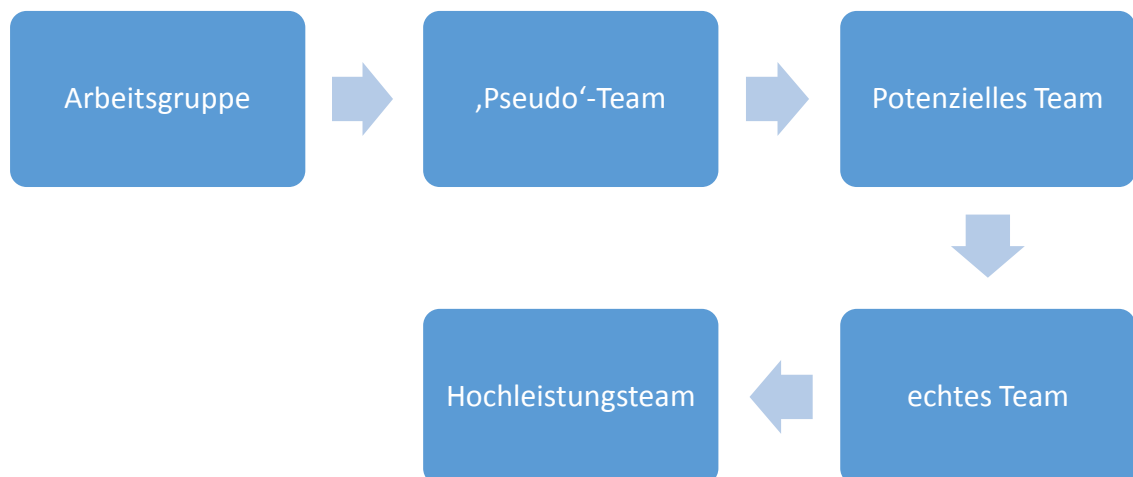 Arbeitsgruppe
‚Pseudo‘-Team
Potenzielles Team
echtes Team
Hochleistungsteam